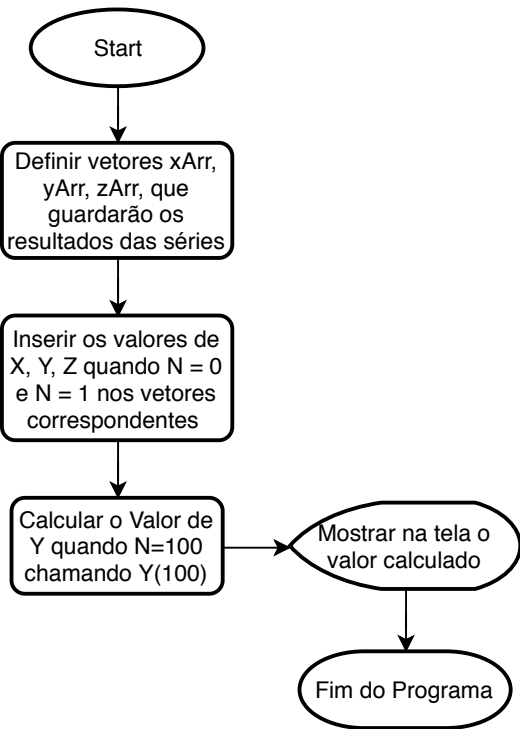 Start
Definir vetores xArr,
yArr, zArr, que
guardarão os
resultados das séries
Inserir os valores de
X, Y, Z quando N = 0
e N = 1 nos vetores
correspondentes
Calcular o Valor de
Y quando N=100
chamando Y(100)
Mostrar na tela o
valor calculado
Fim do Programa